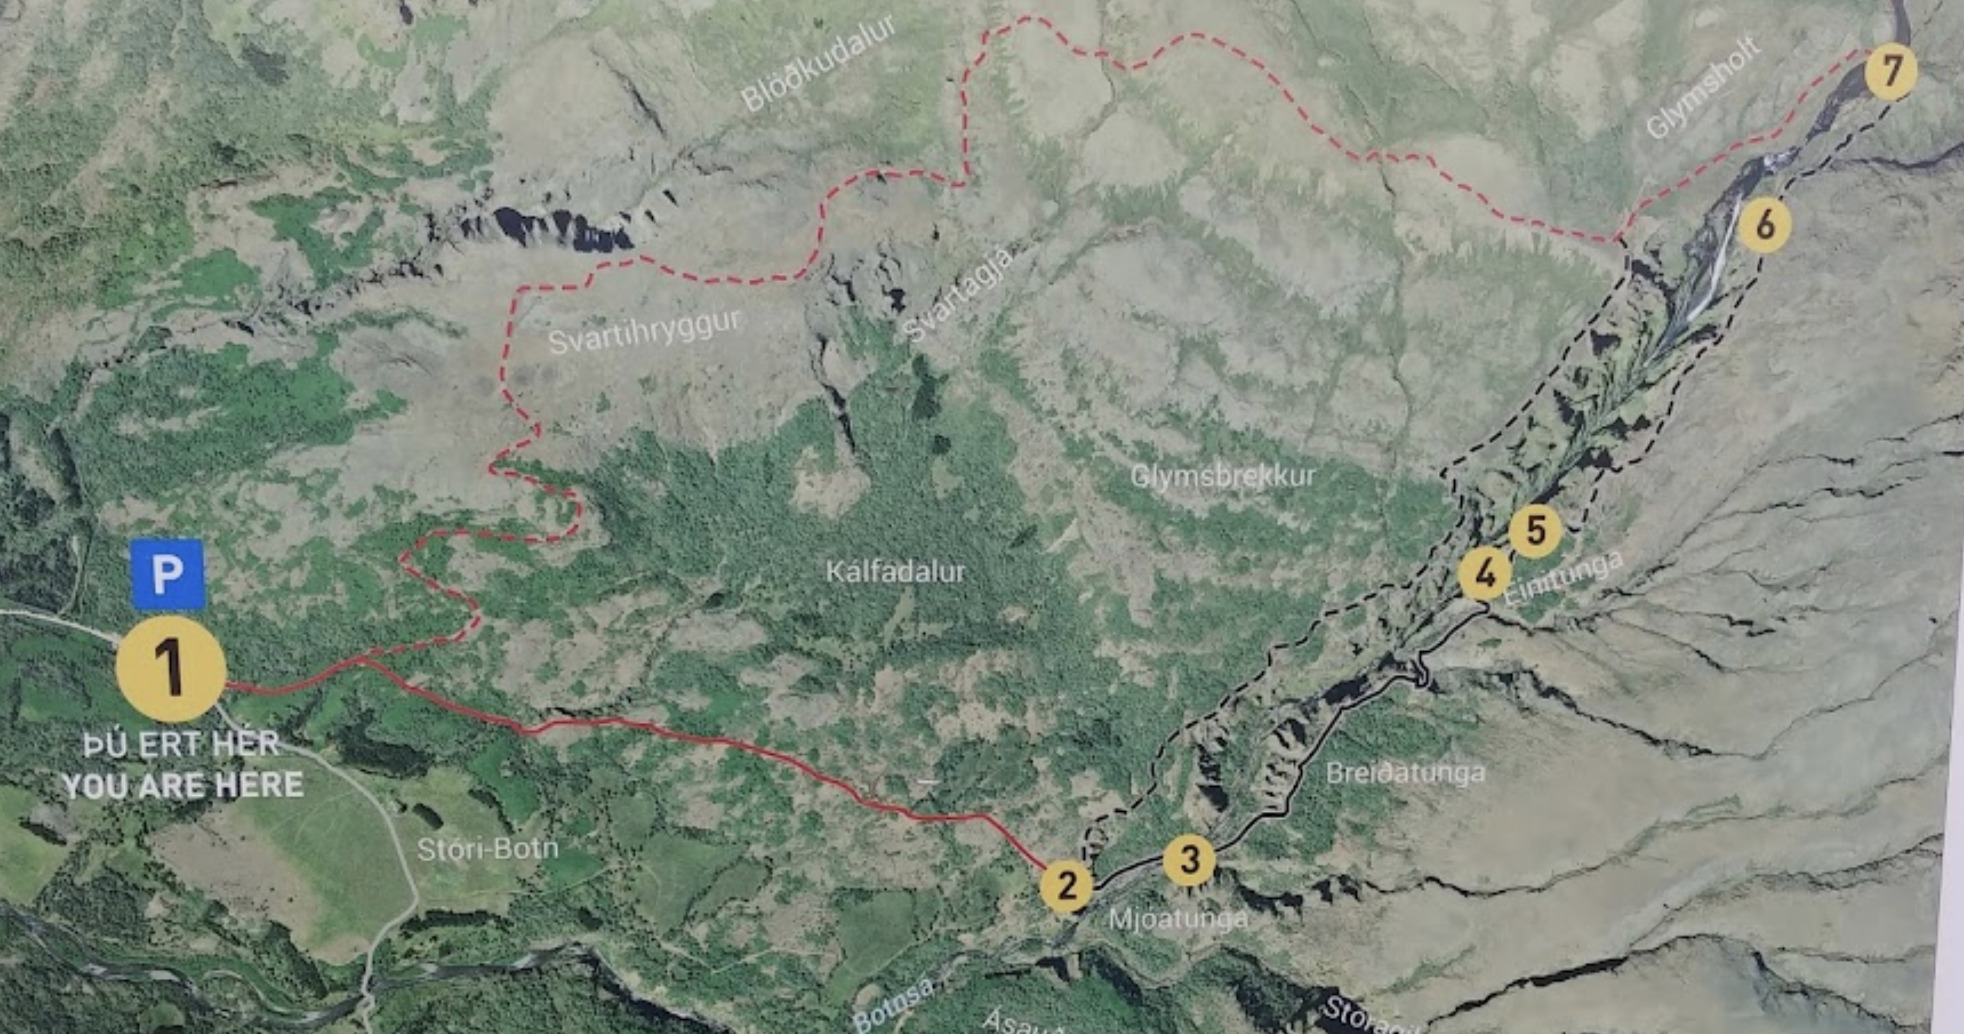 Blöðkudalur
Glymsholt
7
6
Svartagjá
Svartihryggur
Glymsbrekkur
5
4
Einitunga
Kálfadalur
P
1
ÞÚ ERT HÉR
YOU ARE HERE
Breiðatunga
Stóri-Botn
3
2
Mjóatunga
Botnsá